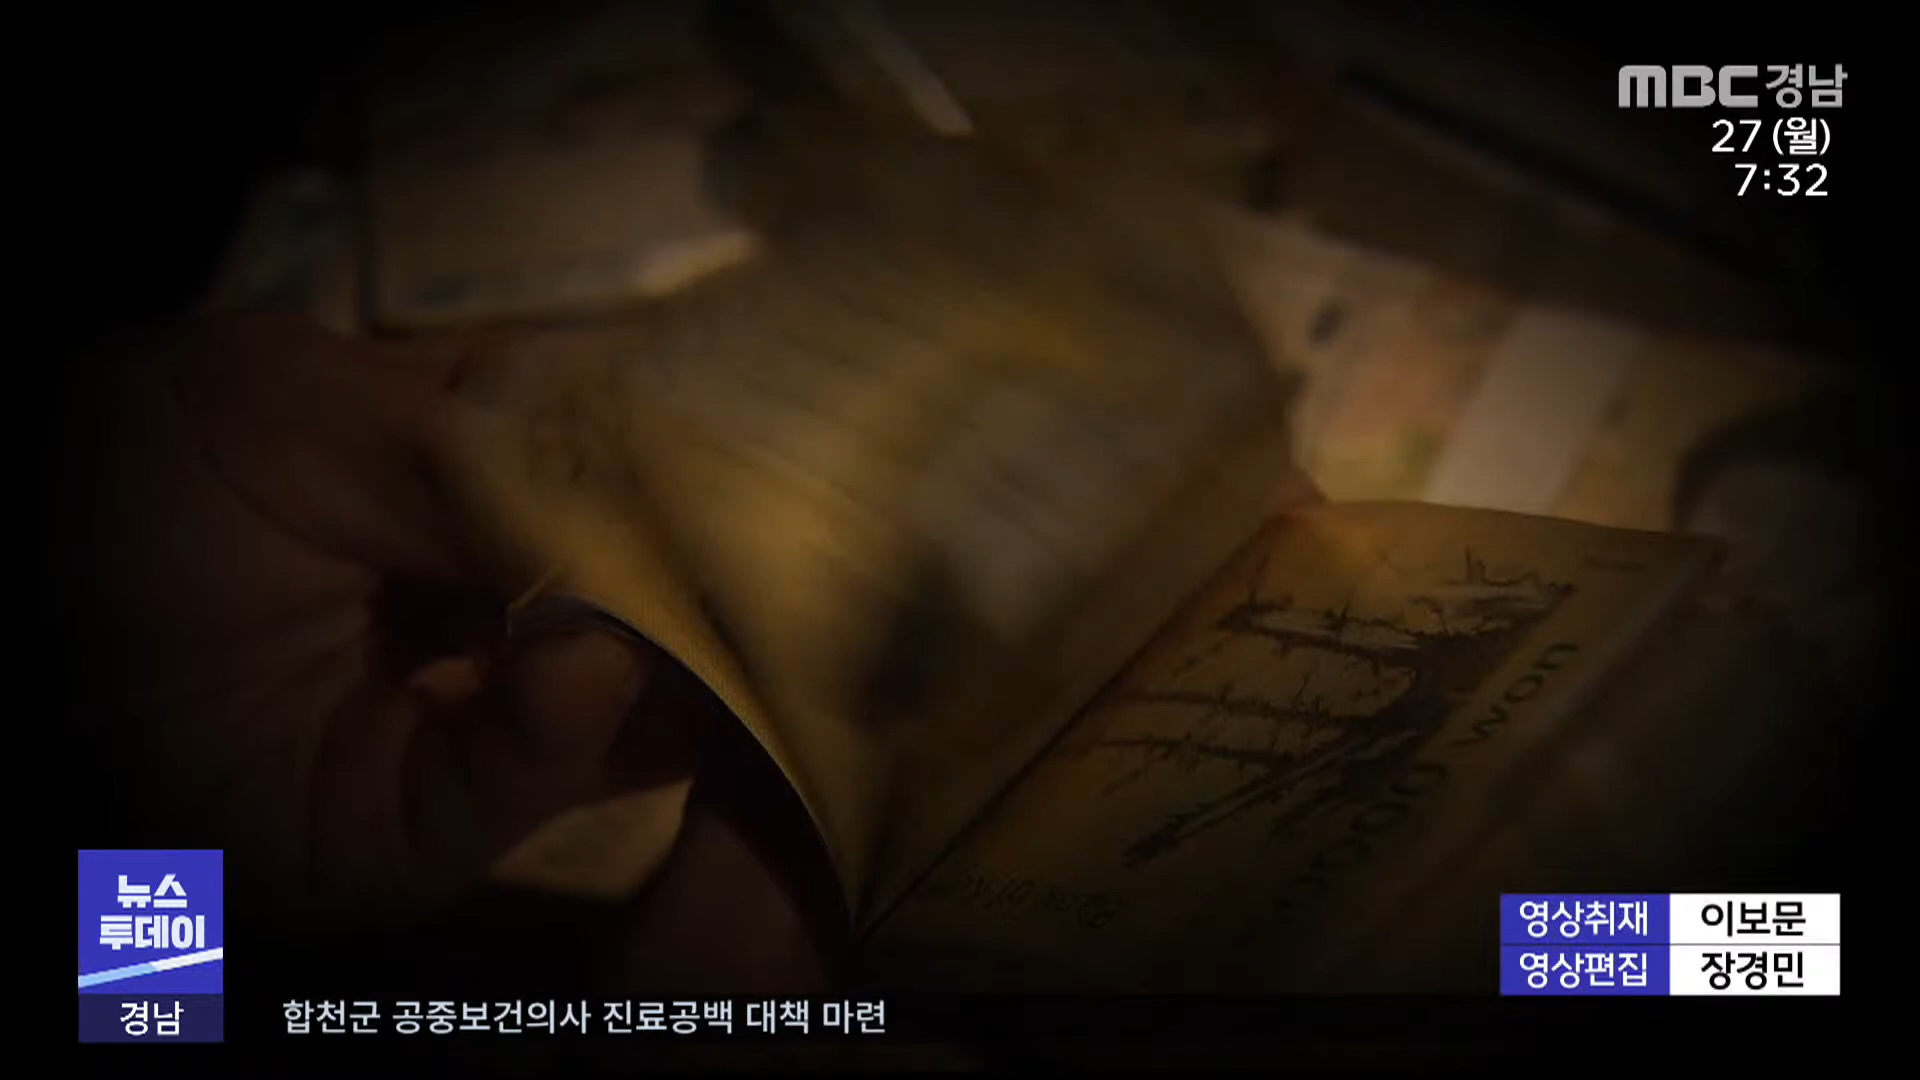 MBC경남
27 (월)
7:32
won
뉴스
투데이
경남
영상취재 이보문
영상편집 장경민
합천군 공중보건의사 진료공백 대책 마련